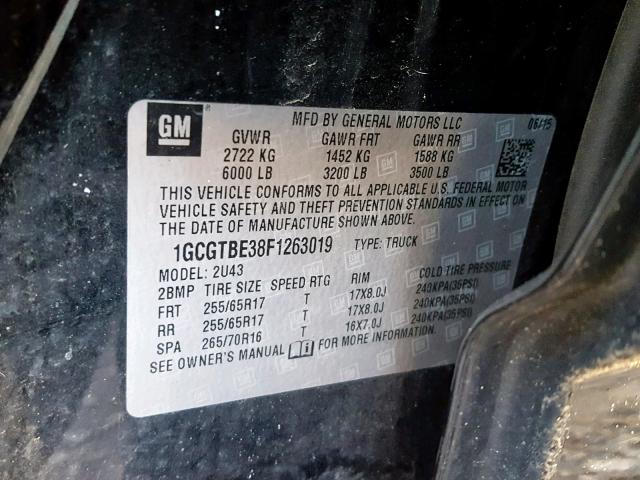 GM
MFD BY GENERAL MOTORS LLC 06/15
GVWR GAWR FRT GAWR RR
2722 KG 1452 KG 1588 KG
6000 LB 3200 LB 3500 LB
THIS VEHICLE CONFORMS TO ALL APPLICABLE U.S. FEDERAL MOTOR
VEHICLE SAFETY AND THEFT PREVENTION STANDARDS IN EFFECT ON
THE DATE OF MANUFACTURE SHOWN ABOVE.
1GCGTBE38F1263019 TYPE: TRUCK
MODEL: 2U43
2BMP TIRE SIZE SPEED RTG RIM COLD TIRE PRESSURE
FRT 255/65R17 T 17X8.0J 240KPA(35PSI)
RR 255/65R17 T 17X8.0J 240KPA(35PSI)
SPA 265/70R16 T 16X7.0J 240KPA(35PSI)
SEE OWNER'S MANUAL FOR MORE INFORMATION.